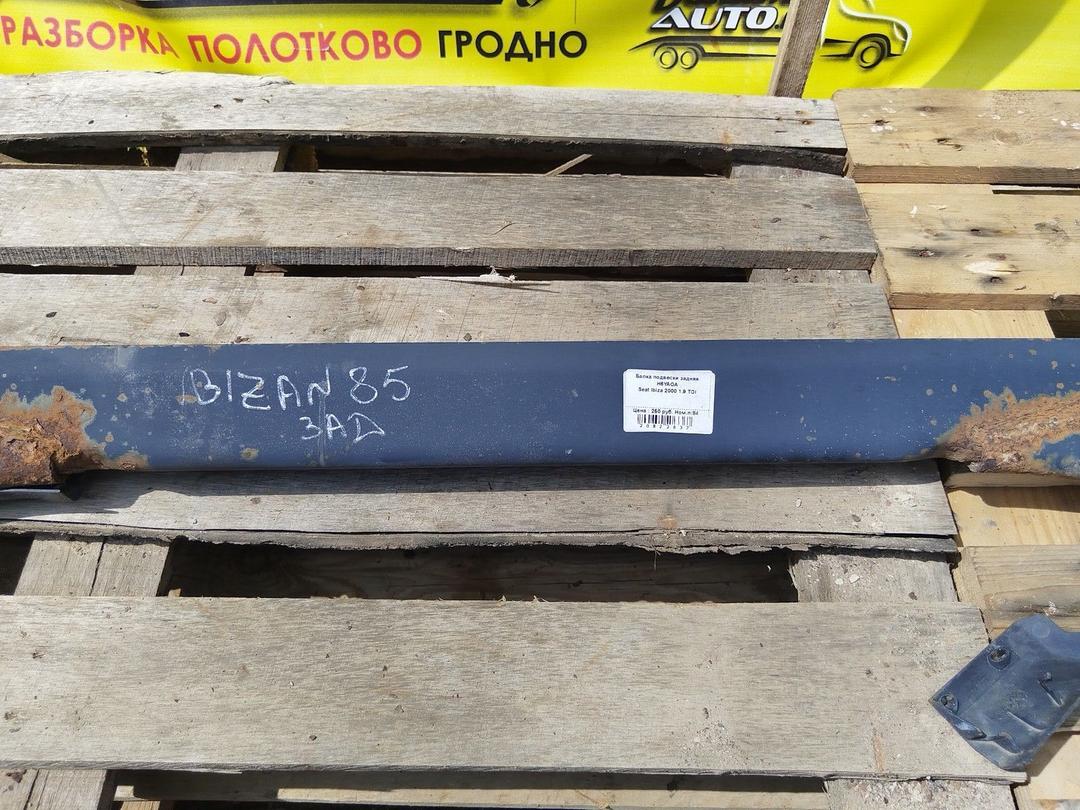 РАЗБОРКА ПОЛОТКОВО ГРОДНО
AUTO
BIZAN 85
ЗАД
Балка подвески задняя
Seat Ibiza 2000 1.9 TDI
Цена : 260 руб. Ном.п: